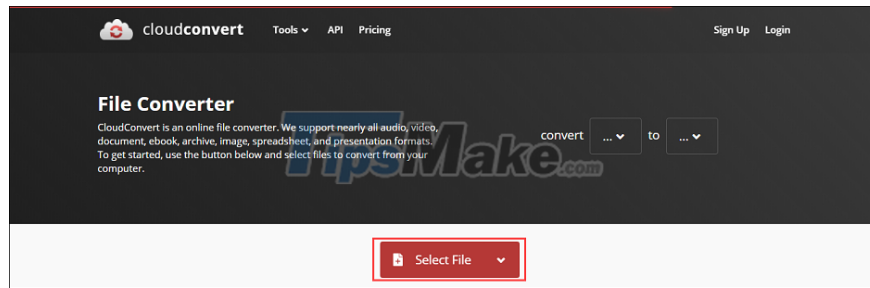 cloudconvert Tools API Pricing Sign Up Login
File Converter
CloudConvert is an online file converter. We support nearly all audio, video,
document, ebook, archive, image, spreadsheet, and presentation formats.
To get started, use the button below and select files to convert from your
computer.
convert ... to ...
TipsMake.com
Select File